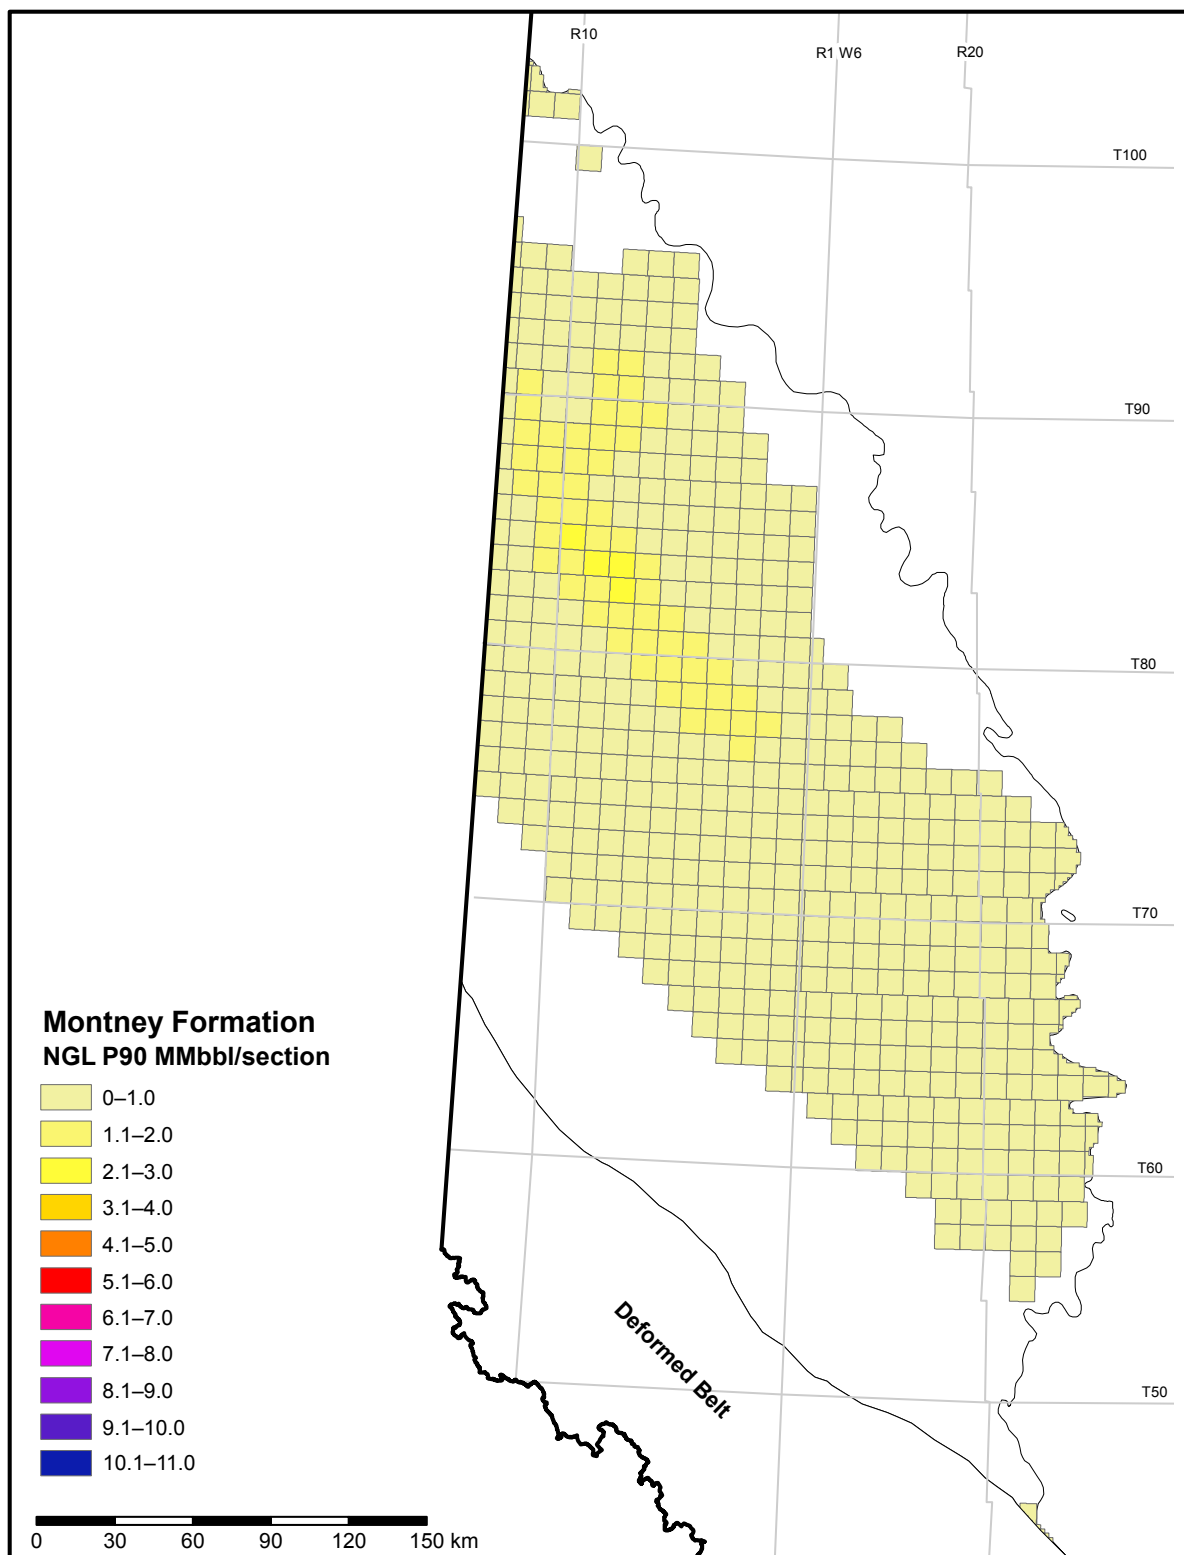 R10
R1 W6
R20
T100
T90
T80
T70
T60
T50
Deformed Belt
Montney Formation
NGL P90 MMbbl/section
0–1.0
1.1–2.0
2.1–3.0
3.1–4.0
4.1–5.0
5.1–6.0
6.1–7.0
7.1–8.0
8.1–9.0
9.1–10.0
10.1–11.0
0 30 60 90 120 150 km